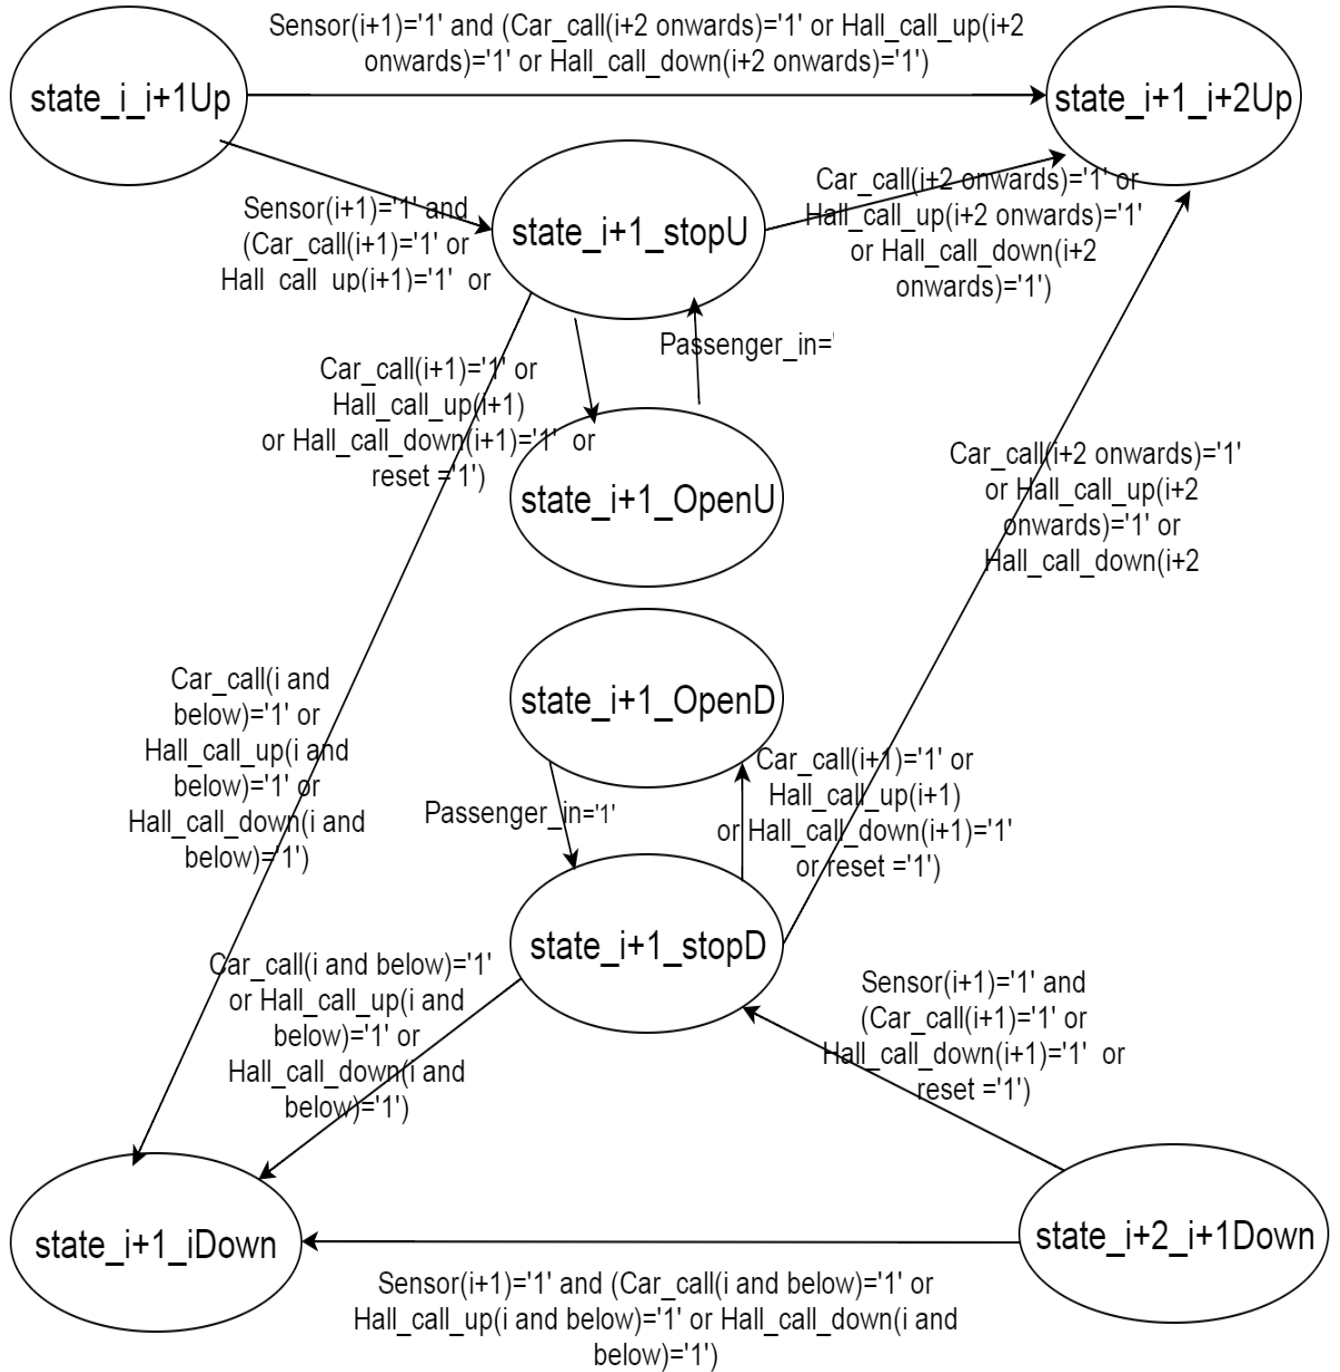 Sensor(i+1)='1' and (Car_call(i+2 onwards)='1' or Hall_call_up(i+2
onwards)='1' or Hall_call_down(i+2 onwards)='1')
state_i_i+1Up
state_i+1_i+2Up
Sensor(i+1)='1' and
(Car_call(i+1)='1' or
Hall_call_up(i+1)='1' or
state_i+1_stopU
Car_call(i+2 onwards)='1' or
Hall_call_up(i+2 onwards)='1'
or Hall_call_down(i+2
onwards)='1')
Passenger_in='
Car_call(i+1)='1' or
Hall_call_up(i+1)
or Hall_call_down(i+1)='1' or
reset ='1')
state_i+1_OpenU
Car_call(i+2 onwards)='1'
or Hall_call_up(i+2
onwards)='1' or
Hall_call_down(i+2
state_i+1_OpenD
Car_call(i and
below)='1' or
Hall_call_up(i and
below)='1' or
Hall_call_down(i and
below)='1')
Passenger_in='1'
Car_call(i+1)='1' or
Hall_call_up(i+1)
or Hall_call_down(i+1)='1'
or reset ='1')
state_i+1_stopD
Car_call(i and below)='1'
or Hall_call_up(i and
below)='1' or
Hall_call_down(i and
below)='1')
Sensor(i+1)='1' and
(Car_call(i+1)='1' or
Hall_call_down(i+1)='1' or
reset ='1')
state_i+1_iDown
state_i+2_i+1Down
Sensor(i+1)='1' and (Car_call(i and below)='1' or
Hall_call_up(i and below)='1' or Hall_call_down(i and
below)='1')